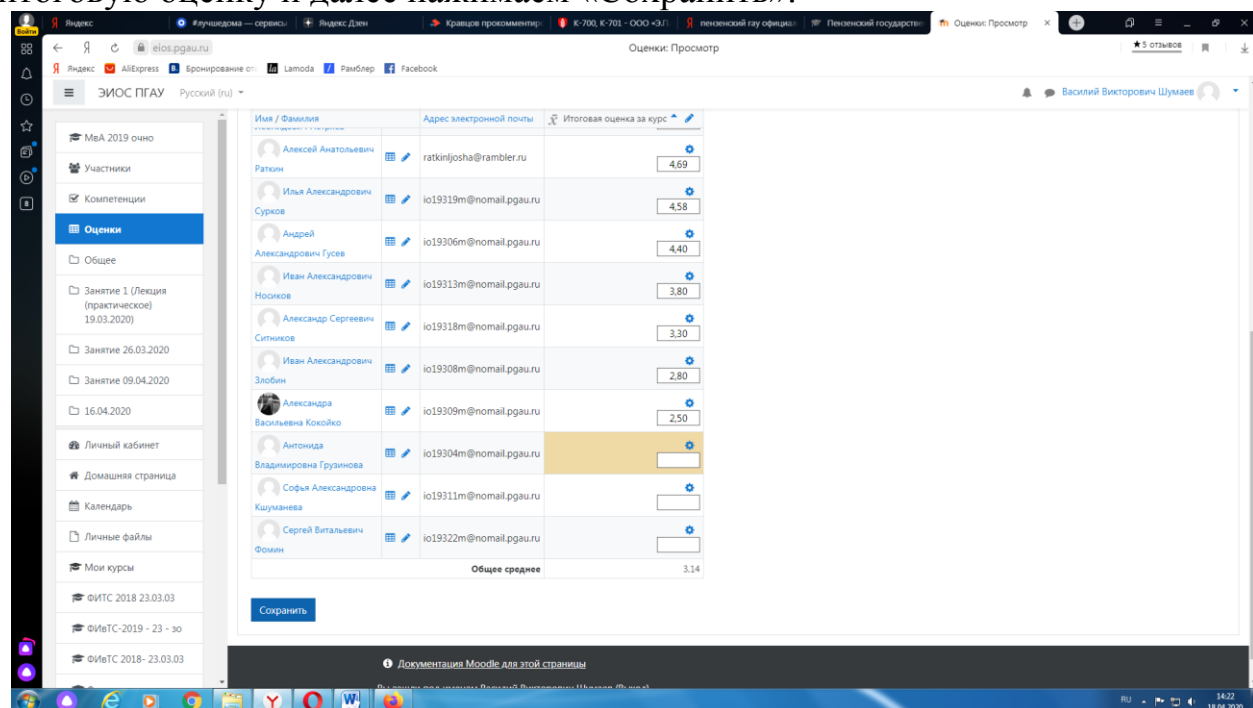 итоговую оценку и далее нажимаем «Сохранить».
Яндекс
#лучшедома — сервисы
Яндекс Дзен
Кравцов прокомментиро
К-700, К-701 - ООО «Э.П
пензенский гау официал
Пензенский государстве
Оценки: Просмотр
Войти
eios.pgau.ru
Оценки: Просмотр
★ 5 отзывов
Яндекс
AliExpress
Бронирование от
Lamoda
Рамблер
Facebook
ЭИОС ПГАУ
Русский (ru)
Василий Викторович Шумаев
МвА 2019 очно
Участники
Компетенции
Оценки
Общее
Занятие 1 (Лекция
(практическое)
19.03.2020)
Занятие 26.03.2020
Занятие 09.04.2020
16.04.2020
Личный кабинет
Домашняя страница
Календарь
Личные файлы
Мои курсы
ФИТС 2018 23.03.03
ФИвТС-2019 - 23 - зо
ФИвТС 2018- 23.03.03
Имя / Фамилия
Адрес электронной почты
Итоговая оценка за курс
Алексей Анатольевич
Раткин
ratkinljosha@rambler.ru
4,69
Илья Александрович
Сурков
io19319m@nomail.pgau.ru
4,58
Андрей
Александрович Гусев
io19306m@nomail.pgau.ru
4,40
Иван Александрович
Носиков
io19313m@nomail.pgau.ru
3,80
Александр Сергеевич
Ситников
io19318m@nomail.pgau.ru
3,30
Иван Александрович
Злобин
io19308m@nomail.pgau.ru
2,80
Александра
Васильевна Кокойко
io19309m@nomail.pgau.ru
2,50
Антонида
Владимировна Грузинова
io19304m@nomail.pgau.ru
Софья Александровна
Кшуманева
io19311m@nomail.pgau.ru
Сергей Витальевич
Фомин
io19322m@nomail.pgau.ru
Общее среднее
3,14
Сохранить
Документация Moodle для этой страницы
RU
14:22
18.04.2020